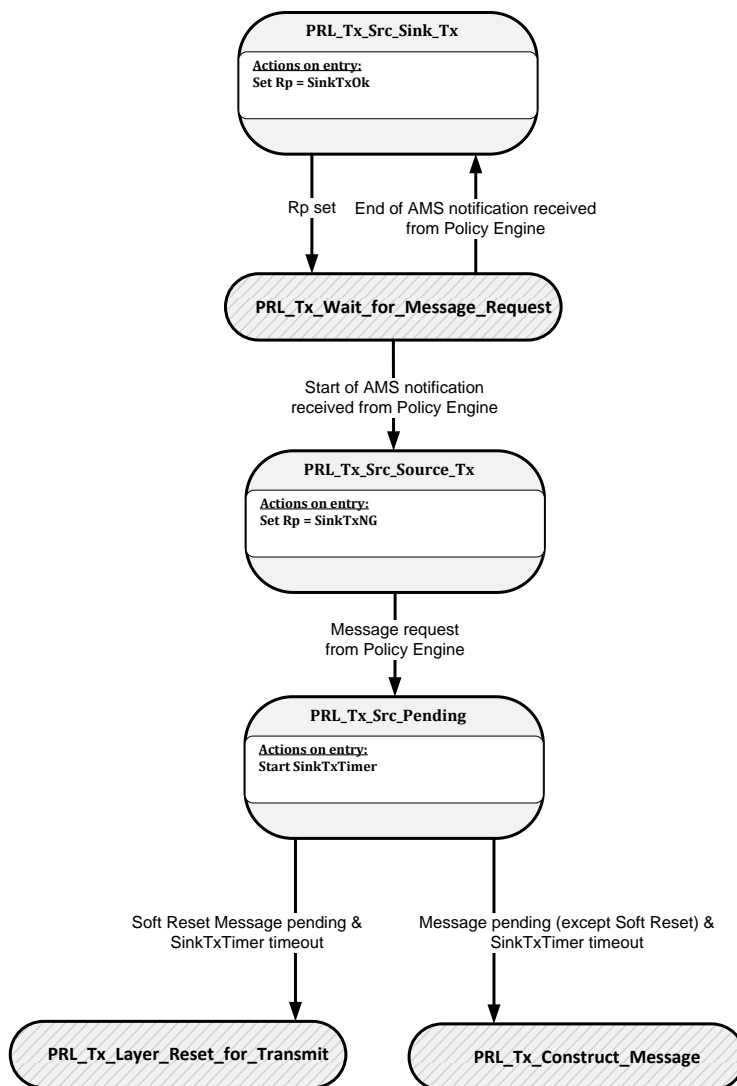 PRL_Tx_Src_Sink_Tx
Actions on entry:
Set Rp = SinkTxOk
Rp set
End of AMS notification received
from Policy Engine
PRL_Tx_Wait_for_Message_Request
Start of AMS notification
received from Policy Engine
PRL_Tx_Src_Source_Tx
Actions on entry:
Set Rp = SinkTxNG
Message request
from Policy Engine
PRL_Tx_Src_Pending
Actions on entry:
Start SinkTxTimer
Soft Reset Message pending &
SinkTxTimer timeout
Message pending (except Soft Reset) &
SinkTxTimer timeout
PRL_Tx_Layer_Reset_for_Transmit
PRL_Tx_Construct_Message